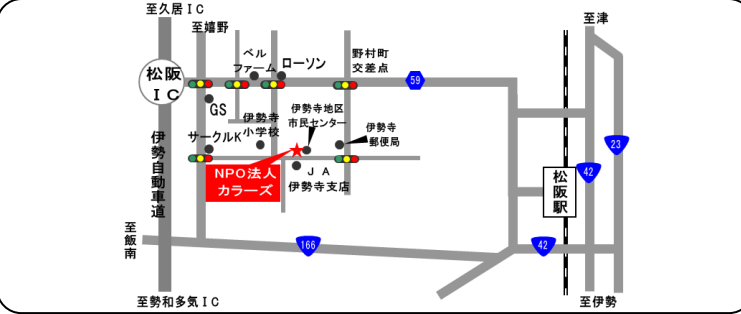 至久居IC
至嬉野
至津
ベル
ファーム
ローソン
野村町
交差点
松阪
IC
59
GS
伊勢寺
小学校
伊勢寺地区
市民センター
伊勢寺
郵便局
サークルK
23
42
伊勢自動車道
NPO法人
カラーズ
JA
伊勢寺支店
松阪駅
至飯南
166
42
至勢和多気IC
至伊勢